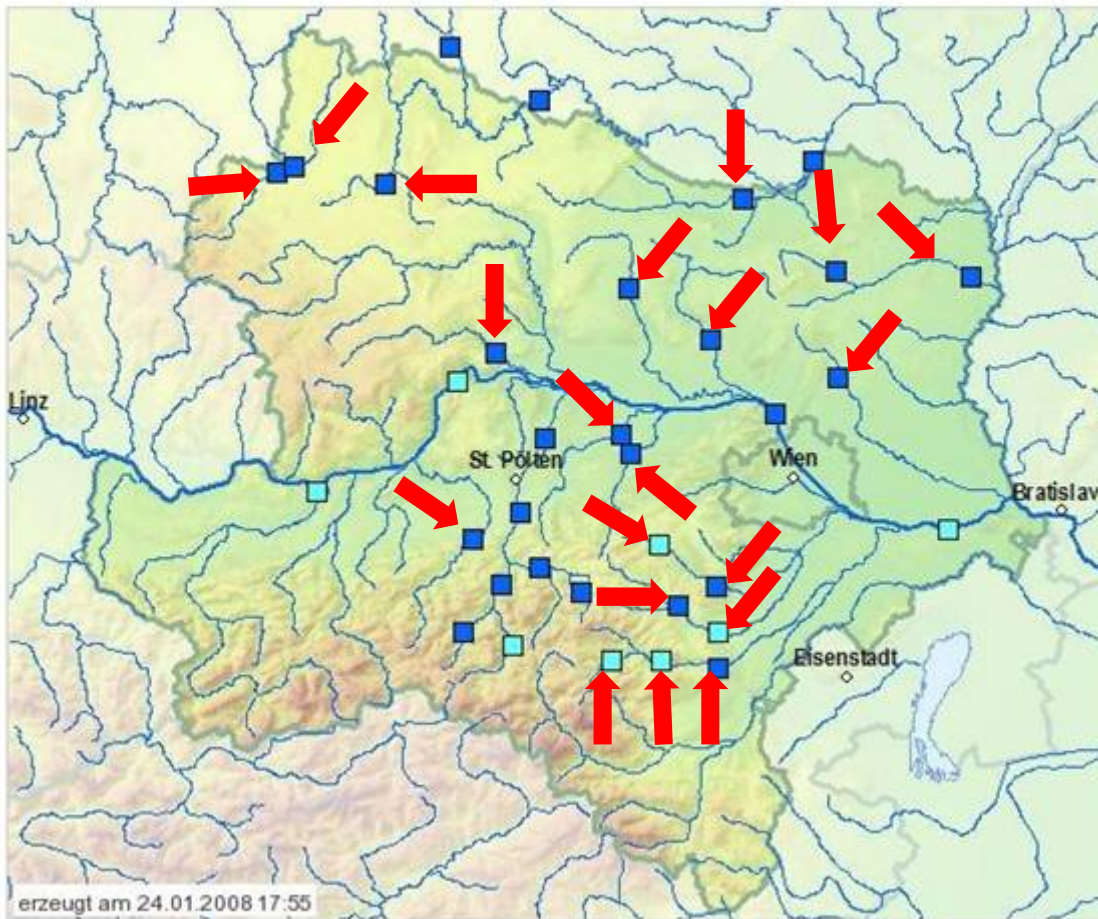 Linz
St. Pölten
Wien
Bratislav
Eisenstadt
erzeugt am 24.01.2008 17:55